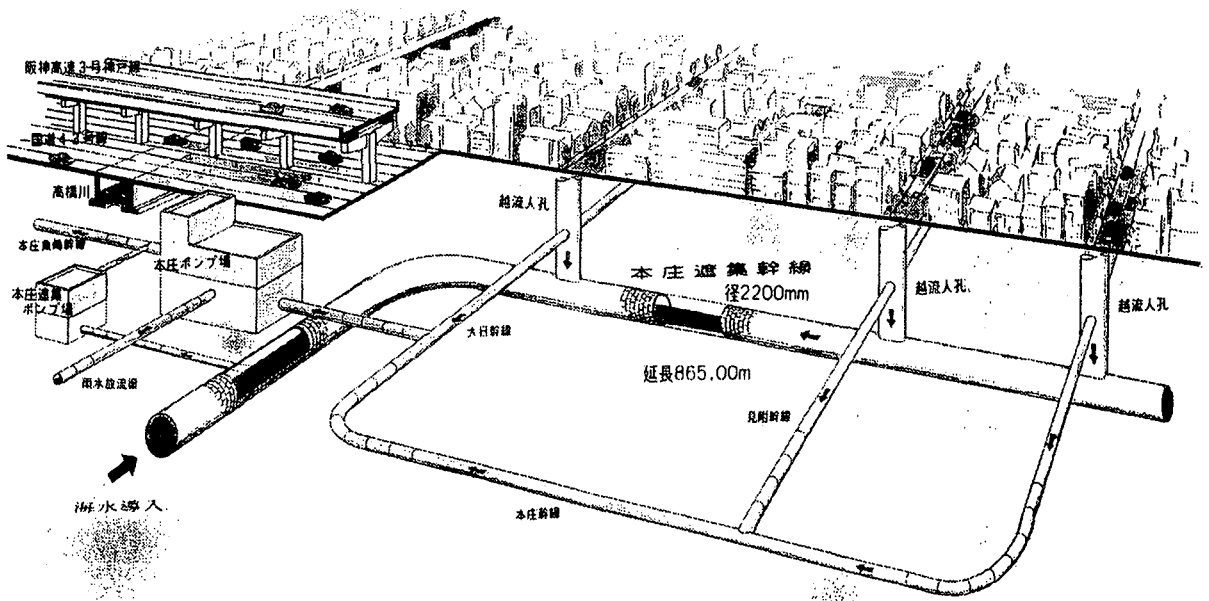 阪神高速3号神戸線
国道43号線
高橋川
本庄魚崎幹線
本庄ポンプ場
本庄遮集
ポンプ場
雨水放流線
大日幹線
越流人孔
本庄遮集幹線
径2200mm
延長865.00m
越流人孔
越流人孔
見附幹線
本庄幹線
海水導入